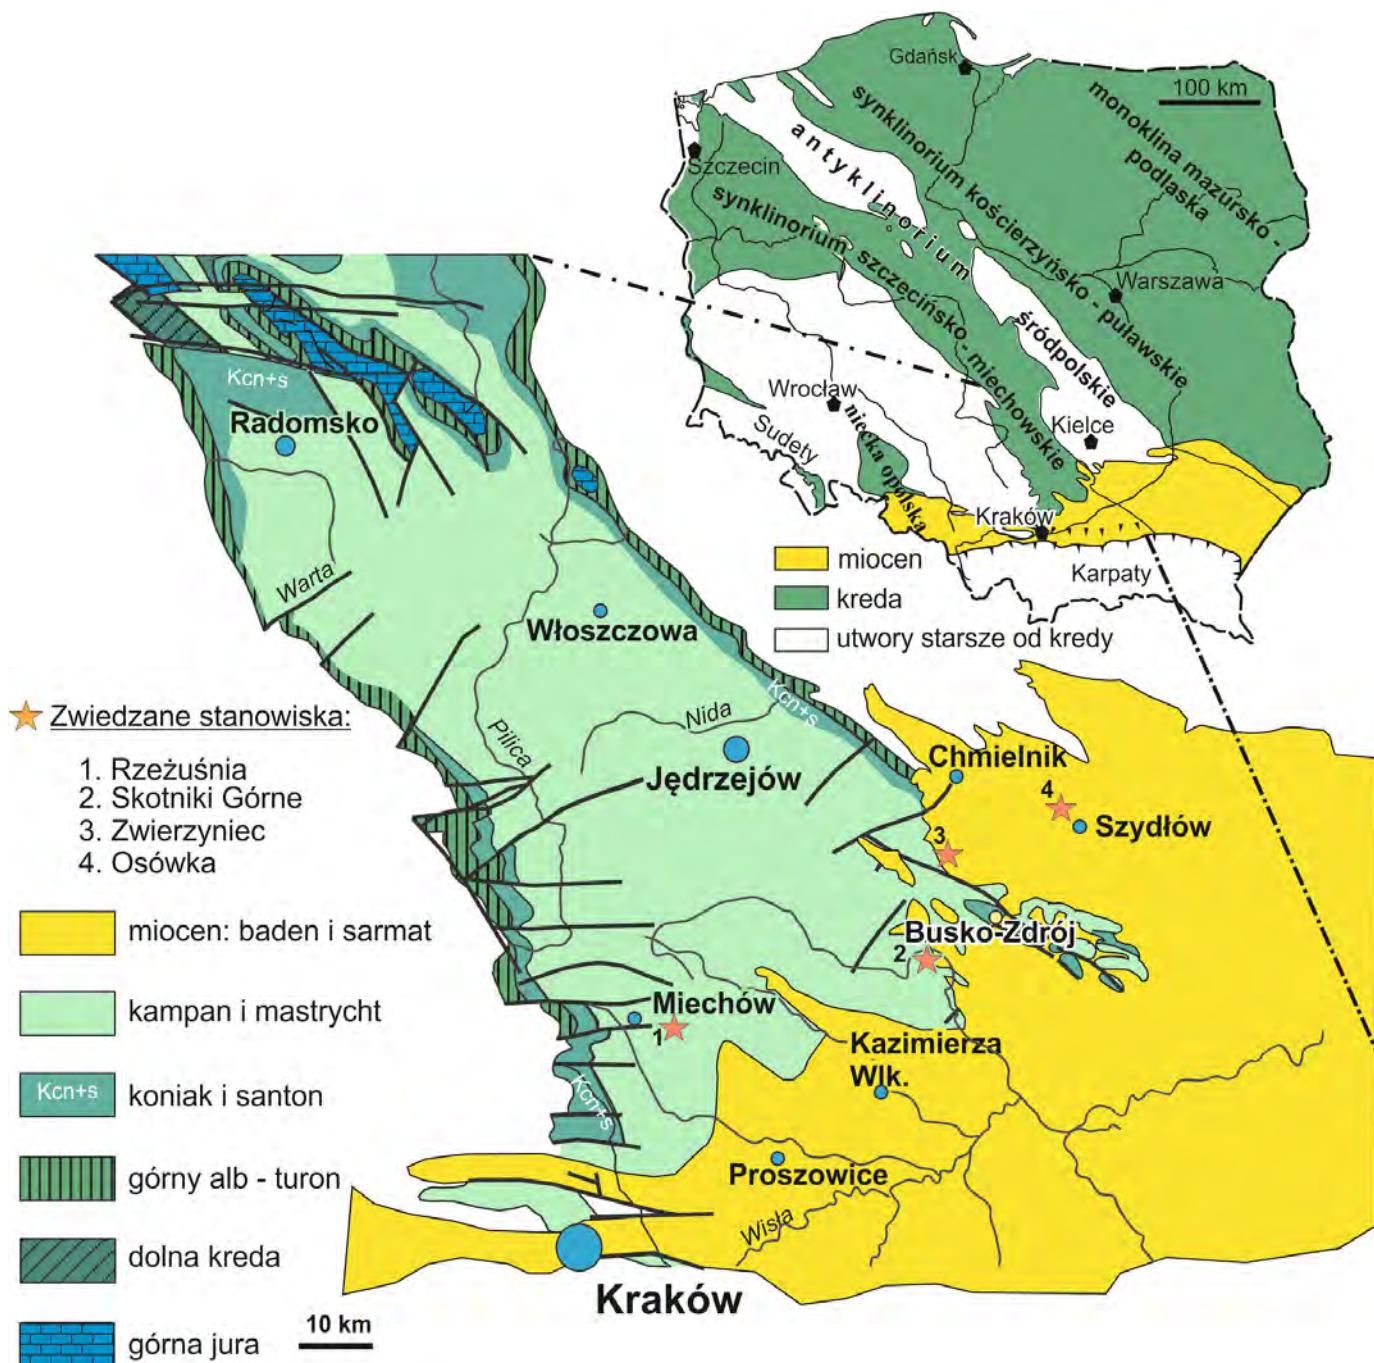 Gdańsk
100 km
Szczecin
synklinorium kościerzyńsko - puławskie
monoklina mazursko -
podlaska
antyklinorium
śródpolskie
synklinorium szczecińsko - miechowskie
Warszawa
Wrocław
Kielce
Sudety
niecka opolska
Kraków
Karpaty
miocen
kreda
utwory starsze od kredy
Kcn+s
Radomsko
Warta
Włoszczowa
Kcn+s
Nida
Pilica
Jędrzejów
Chmielnik
4
Szydłów
3
Busko-Zdrój
2
Miechów
1
Kazimierza
Wlk.
Kcn+s
Proszowice
Wisła
Kraków
Zwiedzane stanowiska:
1. Rzeżuśnia
2. Skotniki Górne
3. Zwierzyniec
4. Osówka
miocen: baden i sarmat
kampan i mastrycht
Kcn+s koniak i santon
górny alb - turon
dolna kreda
górna jura
10 km